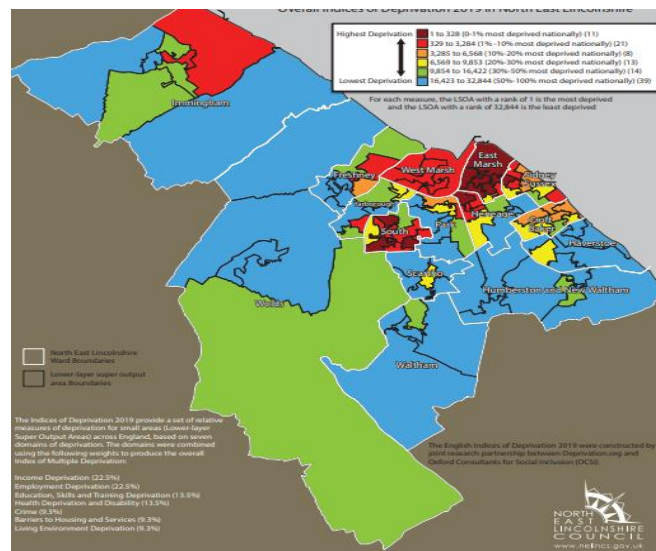 Overall Indices of Deprivation 2019 in North East Lincolnshire
Highest Deprivation
Lowest Deprivation
1 to 328 (0-1% most deprived nationally) (11)
329 to 3,284 (1% -10% most deprived nationally) (21)
3,285 to 6,568 (10%-20% most deprived nationally) (8)
6,569 to 9,853 (20%-30% most deprived nationally) (13)
9,854 to 16,422 (30%-50% most deprived nationally) (14)
16,423 to 32,844 (50%-100% most deprived nationally) (39)
For each measure, the LSOA with a rank of 1 is the most deprived
and the LSOA with a rank of 32,844 is the least deprived
Immingham
East
Marsh
West Marsh
Sidney
Sussex
Freshney
Yarborough
Heneage
Croft
Baker
Park
South
Haverstoe
Scartho
Humberston and New Waltham
Wolds
Waltham
North East Lincolnshire
Ward Boundaries
Lower-layer super output
area Boundaries
The Indices of Deprivation 2019 provide a set of relative
measures of deprivation for small areas (Lower-layer
Super Output Areas) across England, based on seven
domains of deprivation. The domains were combined
using the following weights to produce the overall
Index of Multiple Deprivation:
Income Deprivation (22.5%)
Employment Deprivation (22.5%)
Education, Skills and Training Deprivation (13.5%)
Health Deprivation and Disability (13.5%)
Crime (9.3%)
Barriers to Housing and Services (9.3%)
Living Environment Deprivation (9.3%)
The English Indices of Deprivation 2019 were constructed by
joint research partnership between Deprivation.org and
Oxford Consultants for Social Inclusion (OCSI)
NORTH
EAST
LINCOLNSHIRE
COUNCIL
www.nelincs.gov.uk